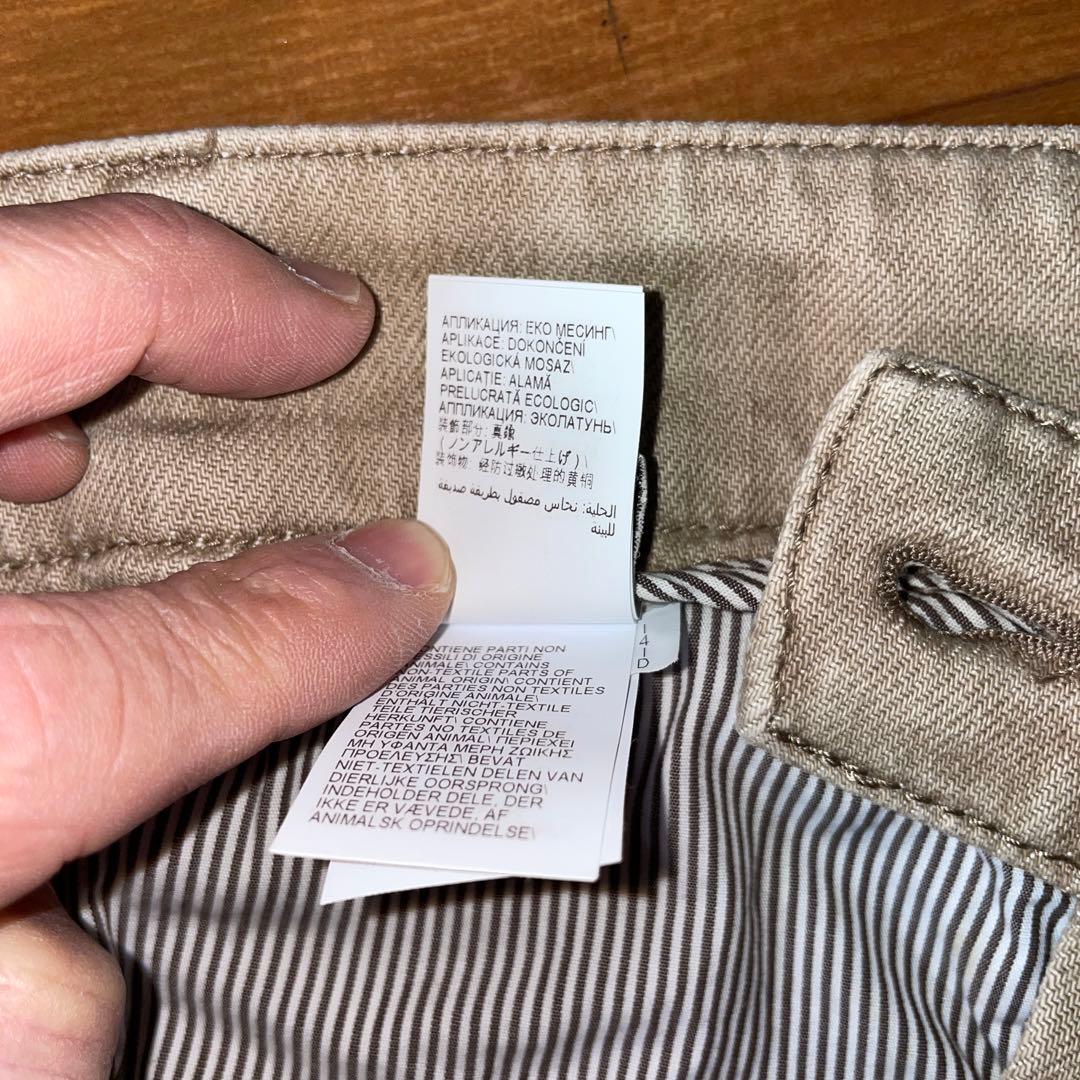 АПЛИКАЦИЯ: ЕКО МЕСИНГ\
APLIKACE: DOKONČENÍ
EKOLOGICKÁ MOSAZ\
APLICAŢIE: ALAMĂ
PRELUCRATĂ ECOLOGIC\
АППЛИКАЦИЯ: ЭКОЛАТУНЬ\
装飾部分: 真鍮
(ノンアレルギー仕上げ)\
装饰物: 经防过敏处理的黄铜
الحلية: نحاس مصقول بطريقة صديقة
للبيئة
PARTI NON
DI ORIGINE
ANIMALE\ CONTAINS
NON-TEXTILE PARTS OF
ANIMAL ORIGIN\ CONTIENT
DES PARTIES NON TEXTILES
D'ORIGINE ANIMALE\
ENTHÄLT NICHT-TEXTILE
TEILE TIERISCHER
HERKUNFT\ CONTIENE
PARTES NO TEXTILES DE
ORIGEN ANIMAL\ ΠΕΡΙΕΧΕΙ
ΜΗ ΥΦΑΝΤΑ ΜΕΡΗ ΖΩΙΚΗΣ
ΠΡΟΕΛΕΥΣΗΣ\ BEVAT
NIET-TEXTIELEN DELEN VAN
DIERLIJKE OORSPRONG\
INDEHOLDER DELE, DER
IKKE ER VÆVEDE, AF
ANIMALSK OPRINDELSE\